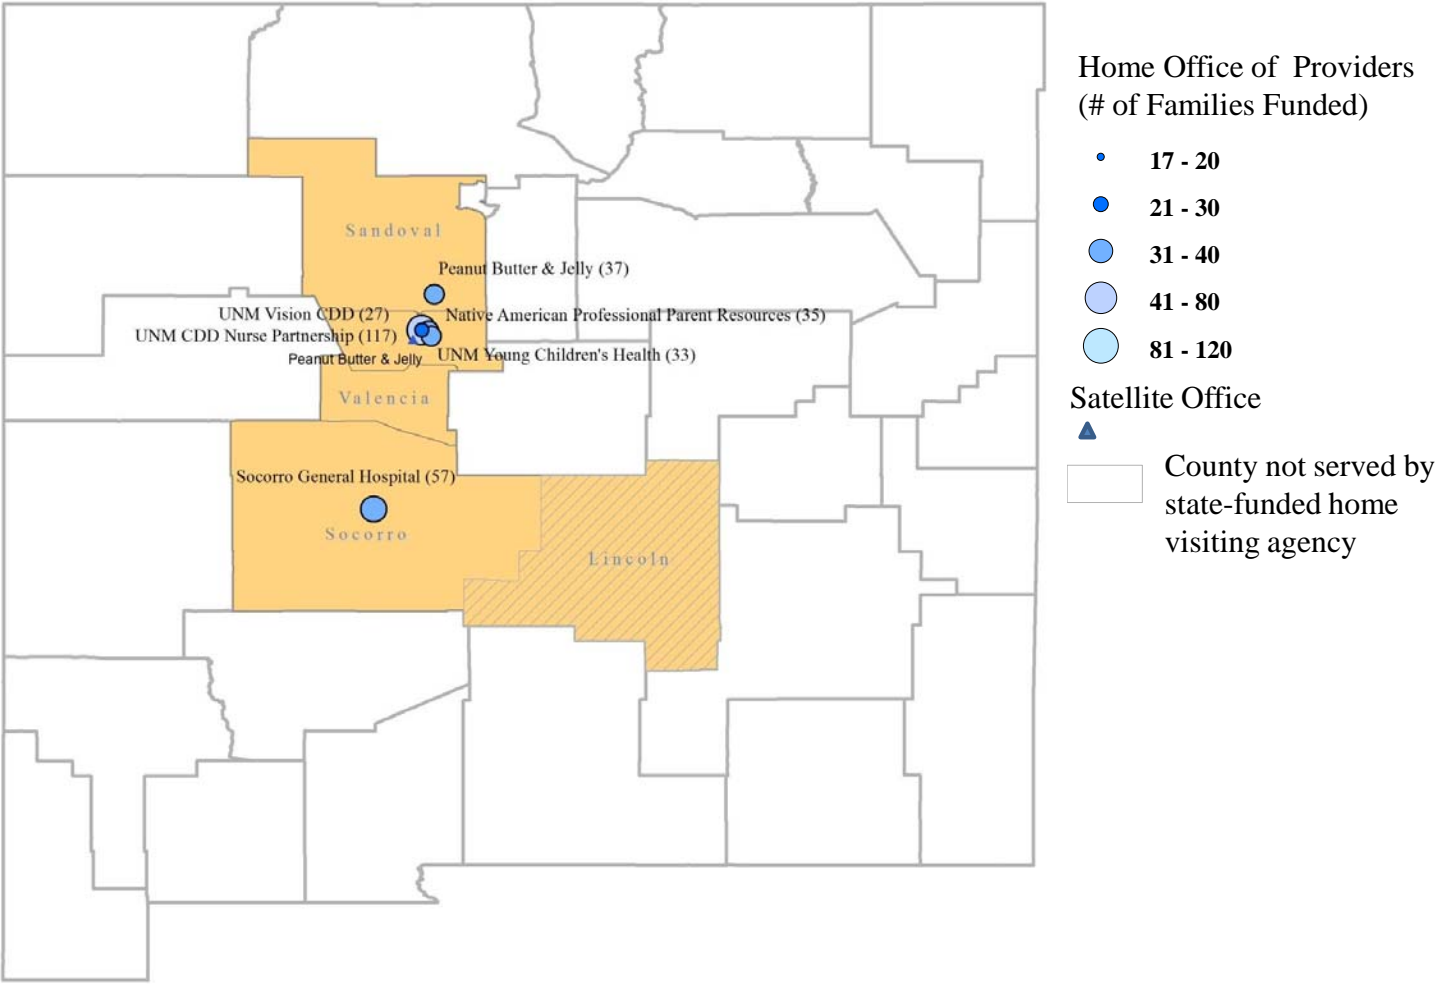 Sandoval
Peanut Butter & Jelly (37)
UNM Vision CDD (27)
Native American Professional Parent Resources (35)
UNM CDD Nurse Partnership (117)
Peanut Butter & Jelly
UNM Young Children's Health (33)
Valencia
Socorro General Hospital (57)
Socorro
Lincoln
Home Office of Providers
(# of Families Funded)
17 - 20
21 - 30
31 - 40
41 - 80
81 - 120
Satellite Office
County not served by
state-funded home
visiting agency